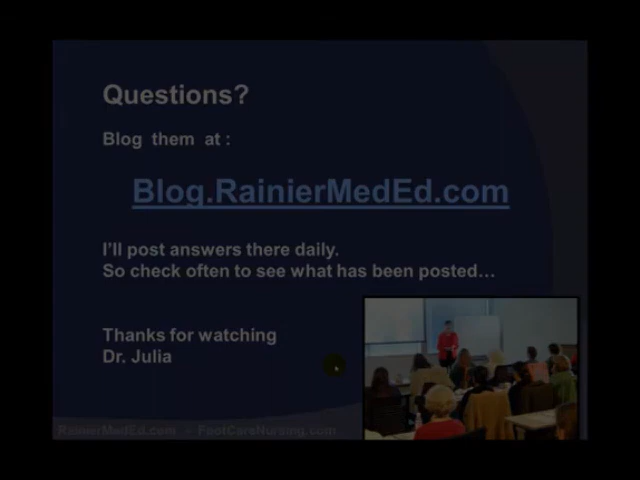 Questions?
Blog them at :
Blog.RainierMedEd.com
I'll post answers there daily.
So check often to see what has been posted...
Thanks for watching
Dr. Julia
RainierMedEd.com - FootCareNursing.com